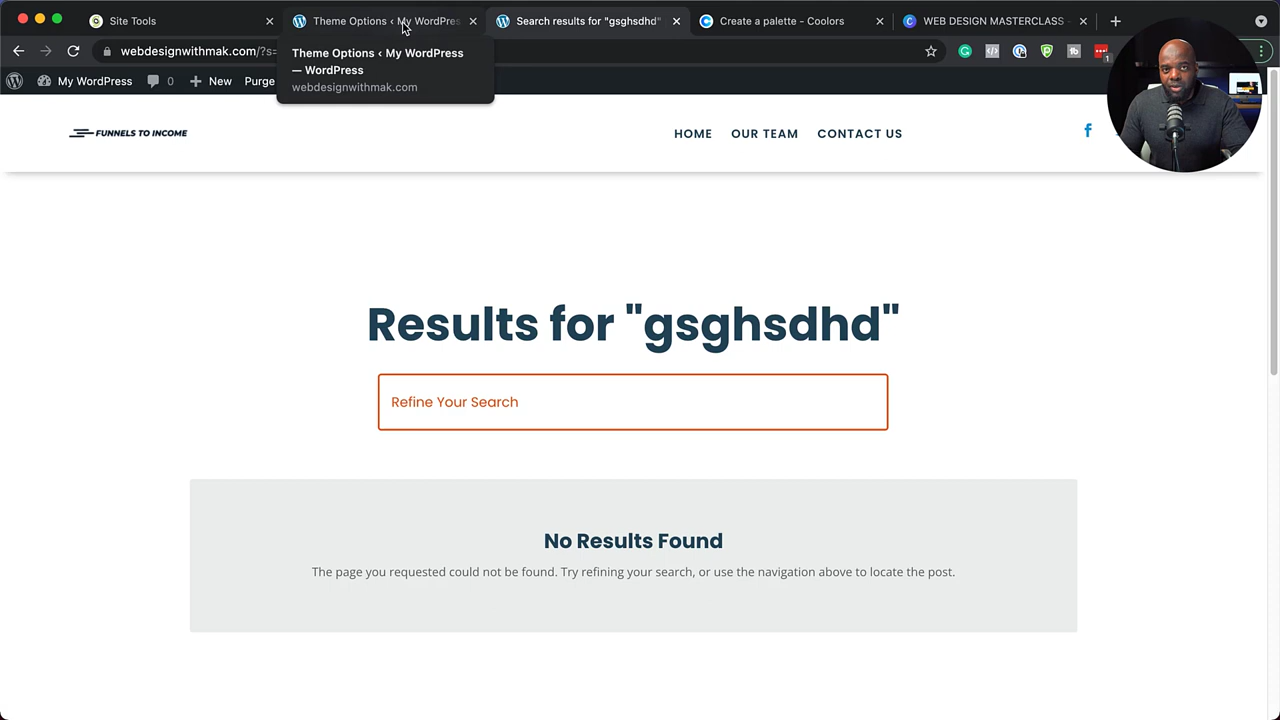 Site Tools
Theme Options ‹ My WordPres
Search results for "gsghsdhd"
Create a palette - Coolors
WEB DESIGN MASTERCLASS -
webdesignwithmak.com/?s=
Theme Options ‹ My WordPress
— WordPress
webdesignwithmak.com
My WordPress
0
New
Purge
1
FUNNELS TO INCOME
HOME
OUR TEAM
CONTACT US
Results for "gsghsdhd"
Refine Your Search
No Results Found
The page you requested could not be found. Try refining your search, or use the navigation above to locate the post.